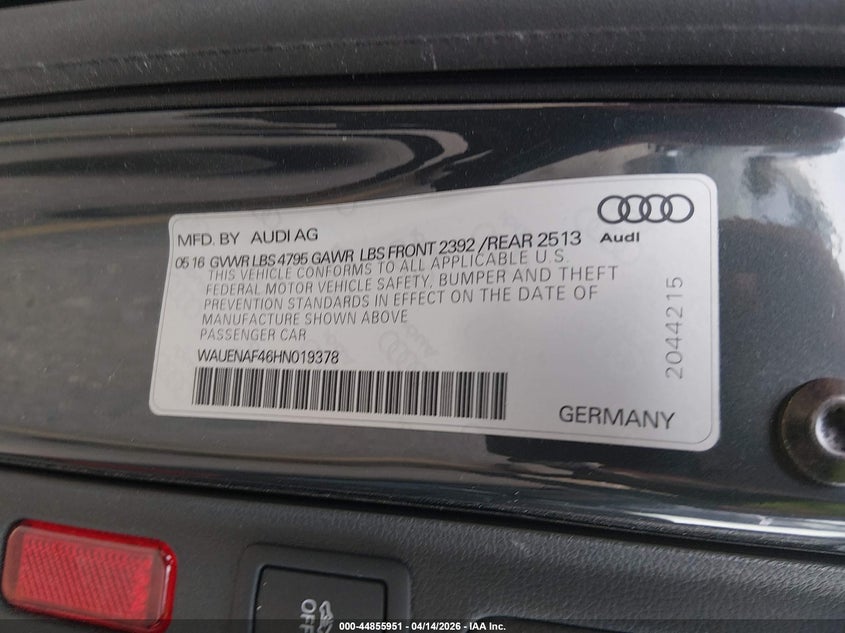 MFD. BY AUDI AG
Audi
05 16 GVWR LBS 4795 GAWR LBS FRONT 2392 /REAR 2513
THIS VEHICLE CONFORMS TO ALL APPLICABLE U.S.
FEDERAL MOTOR VEHICLE SAFETY, BUMPER AND THEFT
PREVENTION STANDARDS IN EFFECT ON THE DATE OF
MANUFACTURE SHOWN ABOVE
PASSENGER CAR
WAUENAF46HN019378
2044215
GERMANY
OFF
000-44855951 - 04/14/2026 - IAA Inc.